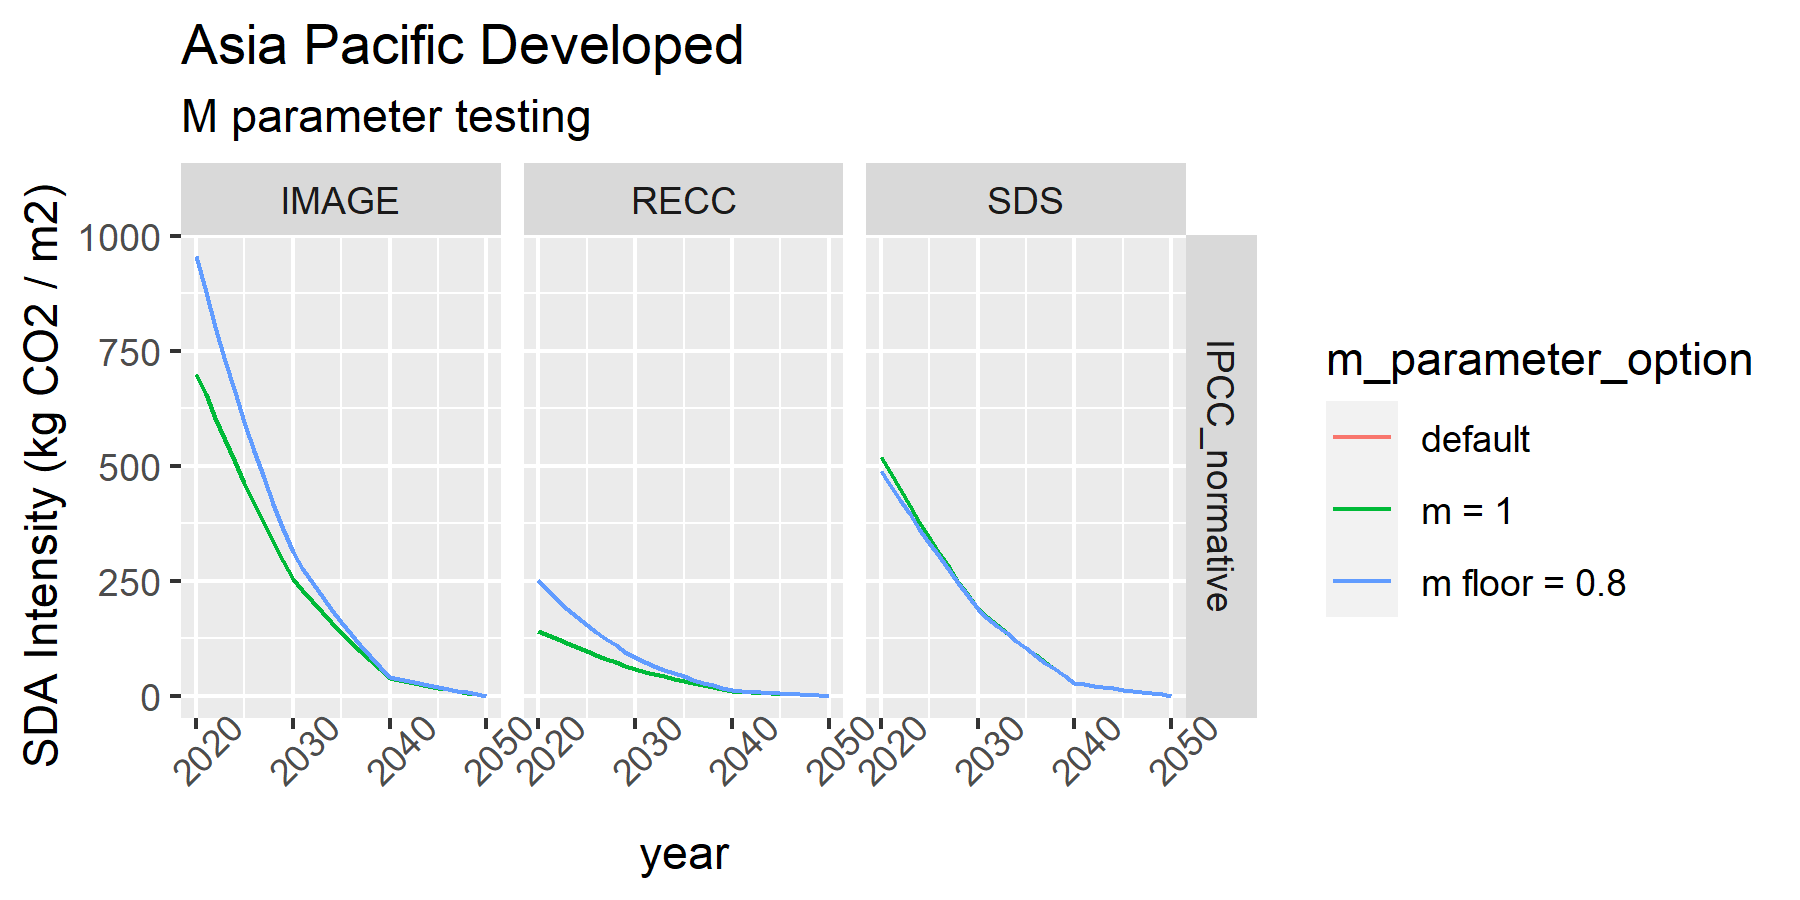 Asia Pacific Developed
M parameter testing
IMAGE
RECC
SDS
SDA Intensity (kg CO2 / m2)
1000
750
500
250
0
IPCC_normative
2020
2030
2040
2050
2020
2030
2040
2050
2020
2030
2040
2050
year
m_parameter_option
default
m = 1
m floor = 0.8